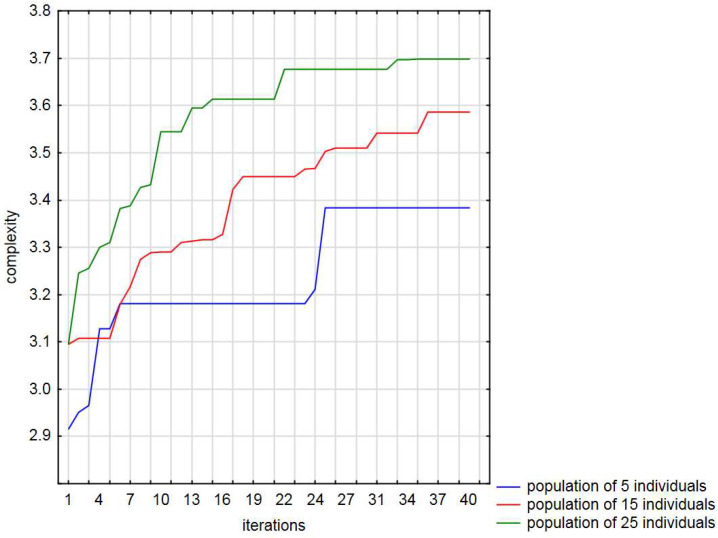 3.8
3.7
3.6
3.5
3.4
3.3
3.2
3.1
3.0
2.9
complexity
1 4 7 10 13 16 19 22 24 27 31 34 37 40
iterations
population of 5 individuals
population of 15 individuals
population of 25 individuals